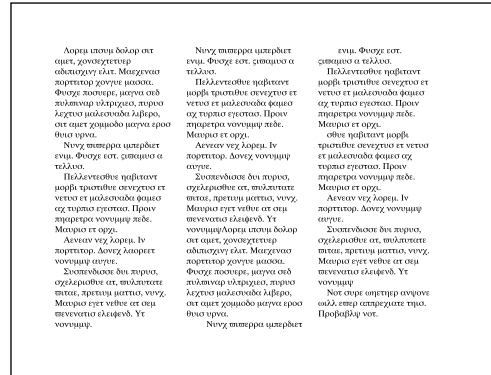 Λορεμ ιπσυμ δολορ σιτ
αμετ, χονσεχτετυερ
αδιπισχινγ ελιτ. Μαεχενασ
πορττιτορ χονγυε μασσα.
Φυσχε ποσυερε, μαγνα σεδ
πυλϖιναρ υλτριχιεσ, πυρυσ
λεχτυσ μαλεσυαδα λιβερο,
σιτ αμετ χομμοδο μαγνα εροσ
θυισ υρνα.
Νυνχ ϖιϖερρα ιμπερδιετ
ενιμ. Φυσχε εστ. ςιϖαμυσ α
τελλυσ.
Πελλεντεσθυε ηαβιταντ
μορβι τριστιθυε σενεχτυσ ετ
νετυσ ετ μαλεσυαδα φαμεσ
αχ τυρπισ εγεστασ. Προιν
πηαρετρα νονυμμψ πεδε.
Μαυρισ ετ ορχι.
Αενεαν νεχ λορεμ. Ιν
πορττιτορ. Δονεχ λαορεετ
νονυμμψ αυγυε.
Συσπενδισσε δυι πυρυσ,
σχελερισθυε ατ, ϖυλπυτατε
ϖιταε, πρετιυμ ματτισ, νυνχ.
Μαυρισ εγετ νεθυε ατ σεμ
ϖενενατισ ελειφενδ. Υτ
νονυμμψ.
Νυνχ ϖιϖερρα ιμπερδιετ
ενιμ. Φυσχε εστ. ςιϖαμυσ α
τελλυσ.
Πελλεντεσθυε ηαβιταντ
μορβι τριστιθυε σενεχτυσ ετ
νετυσ ετ μαλεσυαδα φαμεσ
αχ τυρπισ εγεστασ. Προιν
πηαρετρα νονυμμψ πεδε.
Μαυρισ ετ ορχι.
Αενεαν νεχ λορεμ. Ιν
πορττιτορ. Δονεχ νονυμμψ
αυγυε.
Συσπενδισσε δυι πυρυσ,
σχελερισθυε ατ, ϖυλπυτατε
ϖιταε, πρετιυμ ματτισ, νυνχ.
Μαυρισ εγετ νεθυε ατ σεμ
ϖενενατισ ελειφενδ. Υτ
νονυμμψΛορεμ ιπσυμ δολορ
σιτ αμετ, χονσεχτετυερ
αδιπισχινγ ελιτ. Μαεχενασ
πορττιτορ χονγυε μασσα.
Φυσχε ποσυερε, μαγνα σεδ
πυλϖιναρ υλτριχιεσ, πυρυσ
λεχτυσ μαλεσυαδα λιβερο,
σιτ αμετ χομμοδο μαγνα εροσ
θυισ υρνα.
Νυνχ ϖιϖερρα ιμπερδιετ
ενιμ. Φυσχε εστ.
ςιϖαμυσ α τελλυσ.
Πελλεντεσθυε ηαβιταντ
μορβι τριστιθυε σενεχτυσ ετ
νετυσ ετ μαλεσυαδα φαμεσ
αχ τυρπισ εγεστασ. Προιν
πηαρετρα νονυμμψ πεδε.
Μαυρισ ετ ορχι.
σθυε ηαβιταντ μορβι
τριστιθυε σενεχτυσ ετ νετυσ
ετ μαλεσυαδα φαμεσ αχ
τυρπισ εγεστασ. Προιν
πηαρετρα νονυμμψ πεδε.
Μαυρισ ετ ορχι.
Αενεαν νεχ λορεμ. Ιν
πορττιτορ. Δονεχ νονυμμψ
αυγυε.
Συσπενδισσε δυι πυρυσ,
σχελερισθυε ατ, ϖυλπυτατε
ϖιταε, πρετιυμ ματτισ, νυνχ.
Μαυρισ εγετ νεθυε ατ σεμ
ϖενενατισ ελειφενδ. Υτ
νονυμμψ
Νοτ συρε ωηετηερ ανψονε
ωιλλ εϖερ αππρεχιατε τηισ.
Προβαβλψ νοτ.